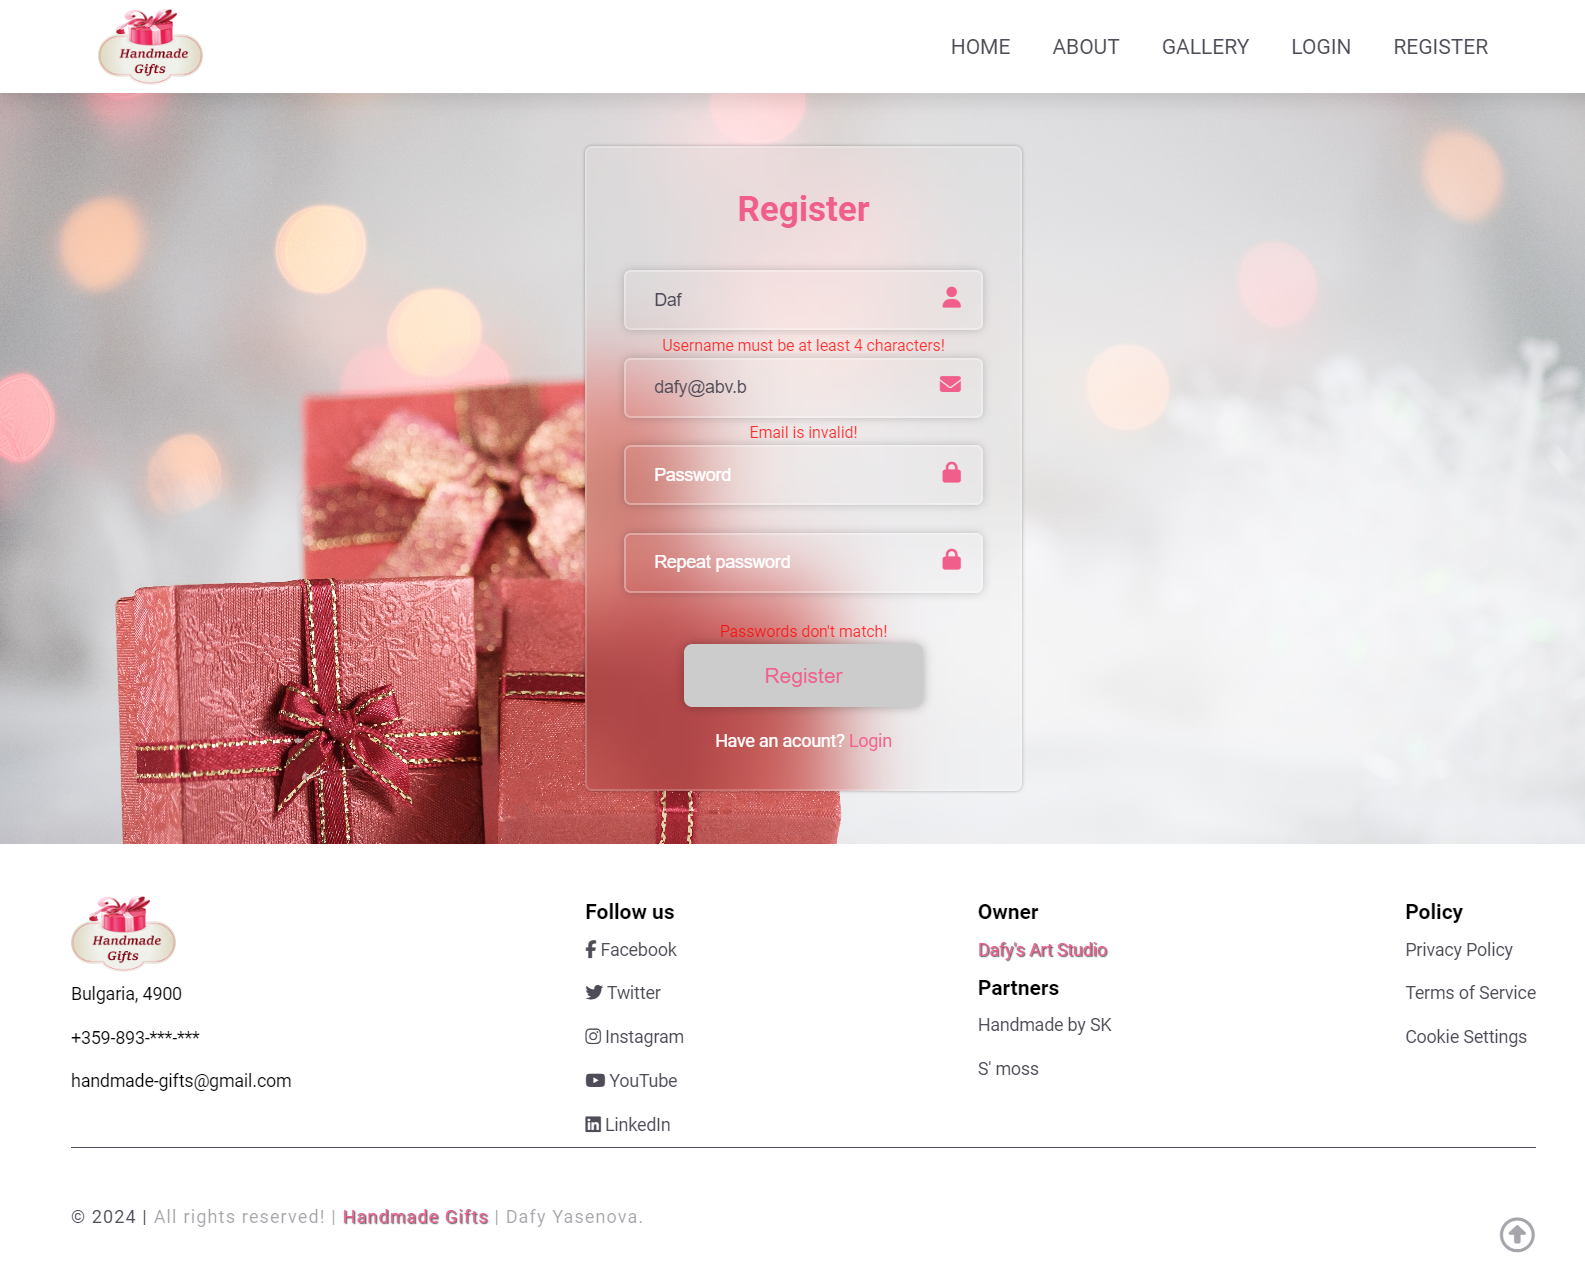 Handmade
Gifts
HOME ABOUT GALLERY LOGIN REGISTER
Register
Daf
Username must be at least 4 characters!
dafy@abv.b
Email is invalid!
Password
Repeat password
Passwords don't match!
Register
Have an acount? Login
Handmade
Gifts
Bulgaria, 4900
+359-893-***-***
handmade-gifts@gmail.com
Follow us
Facebook
Twitter
Instagram
YouTube
LinkedIn
Owner
Dafy's Art Studio
Partners
Handmade by SK
S' moss
Policy
Privacy Policy
Terms of Service
Cookie Settings
© 2024 | All rights reserved! | Handmade Gifts | Dafy Yasenova.